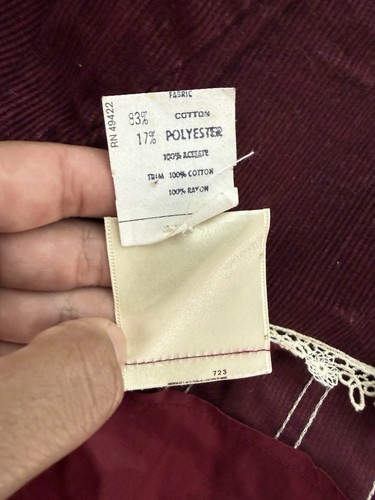 RN 49422
FABRIC
83% COTTON
17% POLYESTER
100% ACETATE
TRIM 100% COTTON
100% RAYON
723